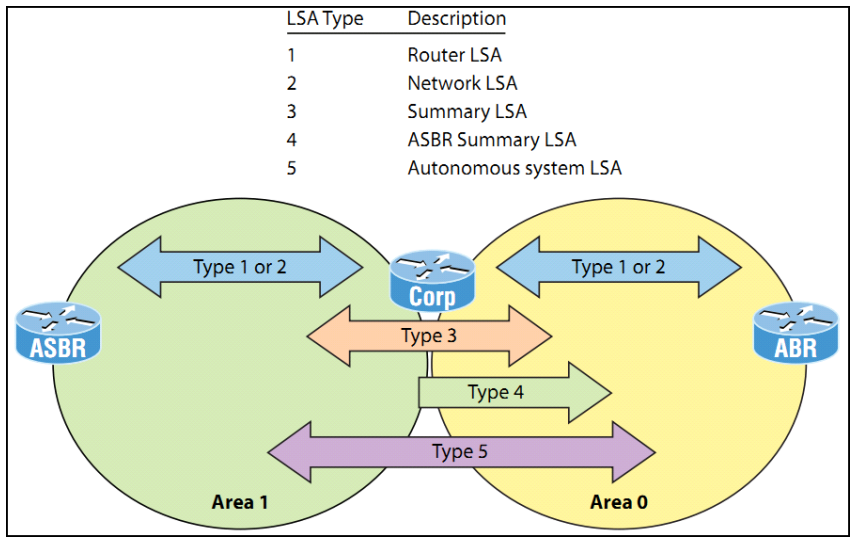 LSA Type Description
1 Router LSA
2 Network LSA
3 Summary LSA
4 ASBR Summary LSA
5 Autonomous system LSA
Type 1 or 2
Type 1 or 2
Corp
ASBR
Type 3
ABR
Type 4
Type 5
Area 1
Area 0